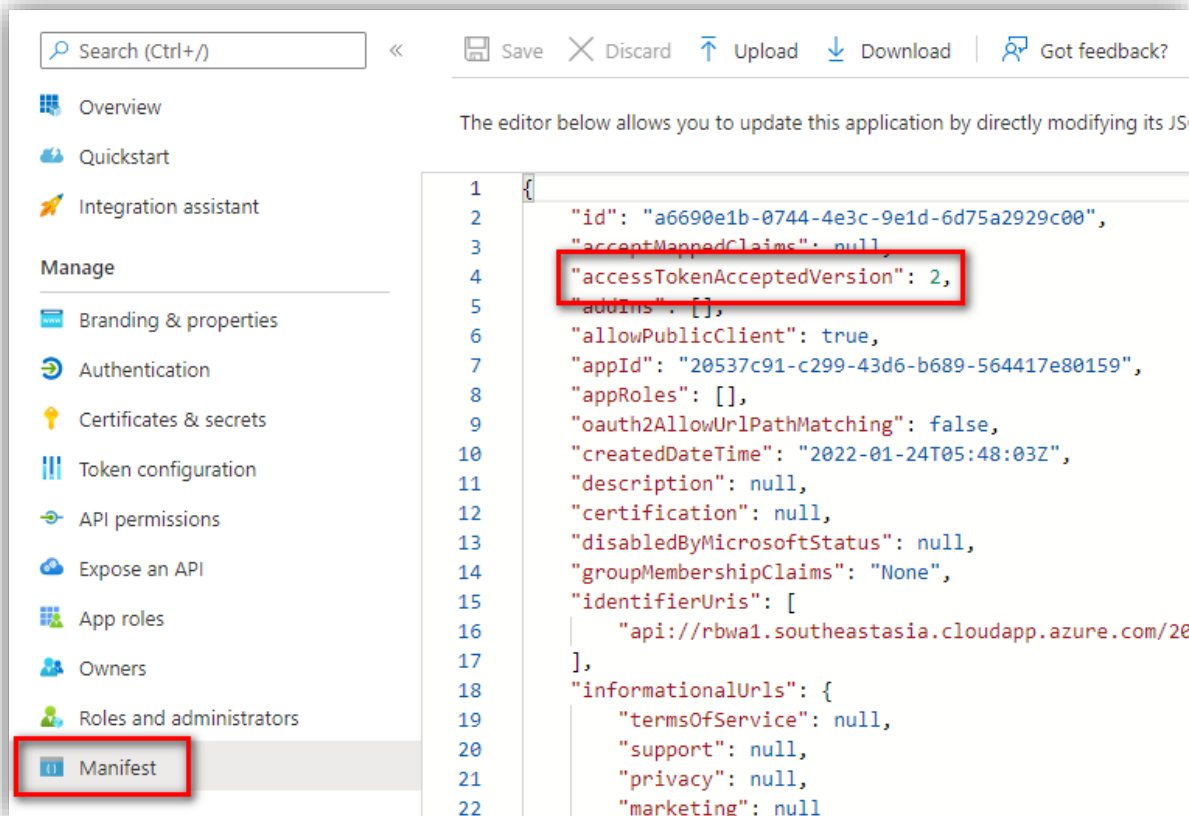 Search (Ctrl+/)
«
Save
Discard
Upload
Download
Got feedback?
Overview
Quickstart
Integration assistant
Manage
Branding & properties
Authentication
Certificates & secrets
Token configuration
API permissions
Expose an API
App roles
Owners
Roles and administrators
Manifest
The editor below allows you to update this application by directly modifying its JS
1 {
2 "id": "a6690e1b-0744-4e3c-9e1d-6d75a2929c00",
3 "acceptMappedClaims": null,
4 "accessTokenAcceptedVersion": 2,
5 "addIns": [],
6 "allowPublicClient": true,
7 "appId": "20537c91-c299-43d6-b689-564417e80159",
8 "appRoles": [],
9 "oauth2AllowUrlPathMatching": false,
10 "createdDateTime": "2022-01-24T05:48:03Z",
11 "description": null,
12 "certification": null,
13 "disabledByMicrosoftStatus": null,
14 "groupMembershipClaims": "None",
15 "identifierUris": [
16 "api://rbwa1.southeastasia.cloudapp.azure.com/20
17 ],
18 "informationalUrls": {
19 "termsOfService": null,
20 "support": null,
21 "privacy": null,
22 "marketing": null